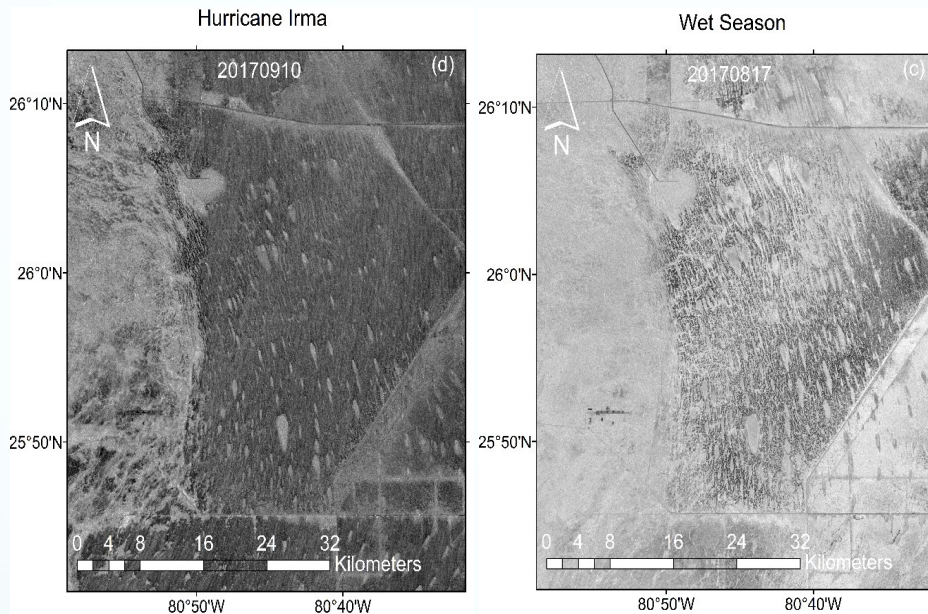 Hurricane Irma
20170910
(d)
N
26°10'N
26°0'N
25°50'N
0 4 8 16 24 32
Kilometers
80°50'W 80°40'W
Wet Season
20170817
(c)
N
26°10'N
26°0'N
25°50'N
0 4 8 16 24 32
Kilometers
80°50'W 80°40'W